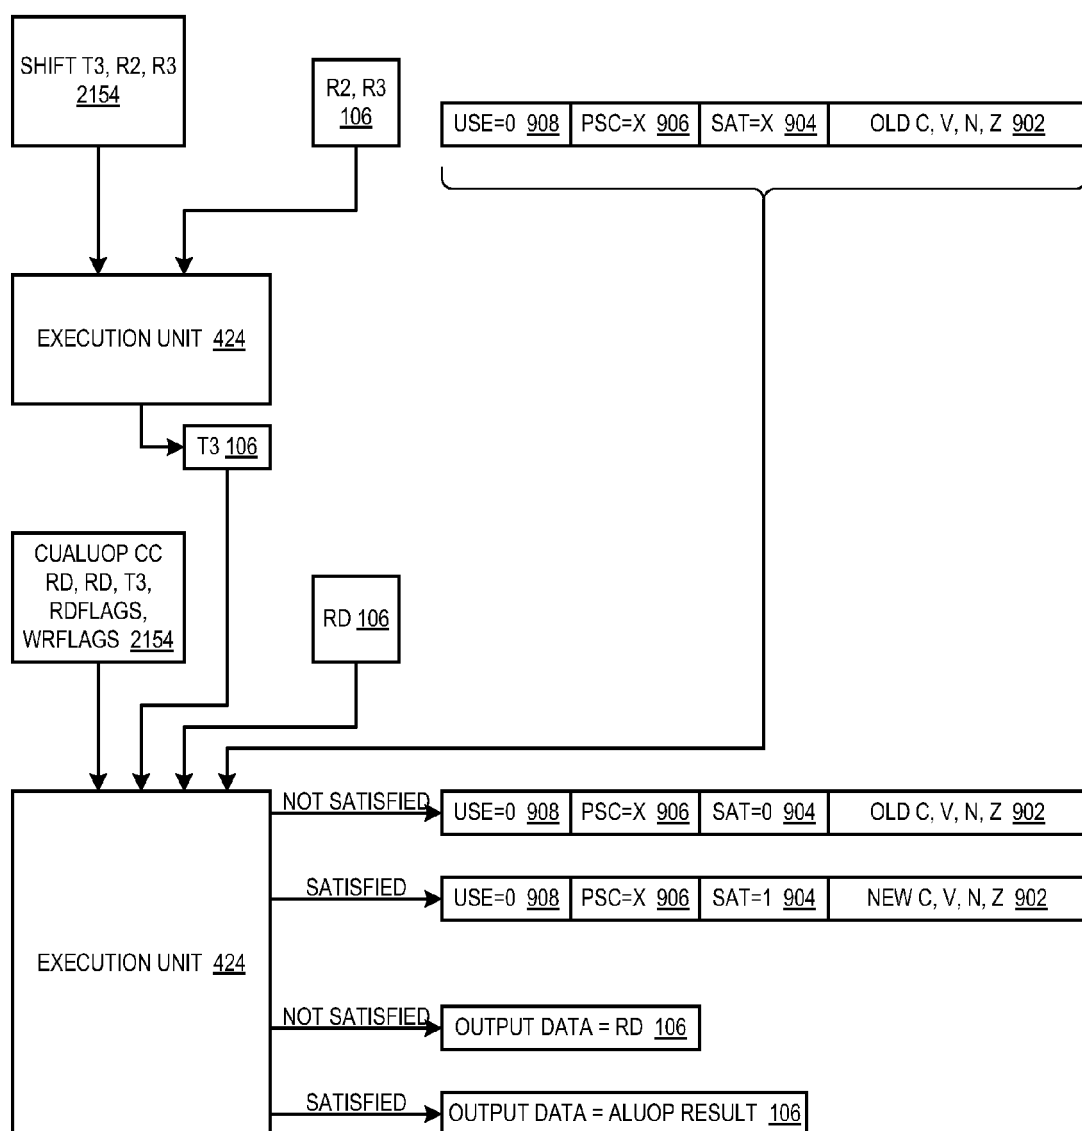 SHIFT T3, R2, R3
2154
R2, R3
106
USE=0 908 PSC=X 906 SAT=X 904 OLD C, V, N, Z 902
EXECUTION UNIT 424
T3 106
CUALUOP CC
RD, RD, T3,
RDFLAGS,
WRFLAGS 2154
RD 106
NOT SATISFIED
USE=0 908 PSC=X 906 SAT=0 904 OLD C, V, N, Z 902
SATISFIED
USE=0 908 PSC=X 906 SAT=1 904 NEW C, V, N, Z 902
EXECUTION UNIT 424
NOT SATISFIED
OUTPUT DATA = RD 106
SATISFIED
OUTPUT DATA = ALUOP RESULT 106